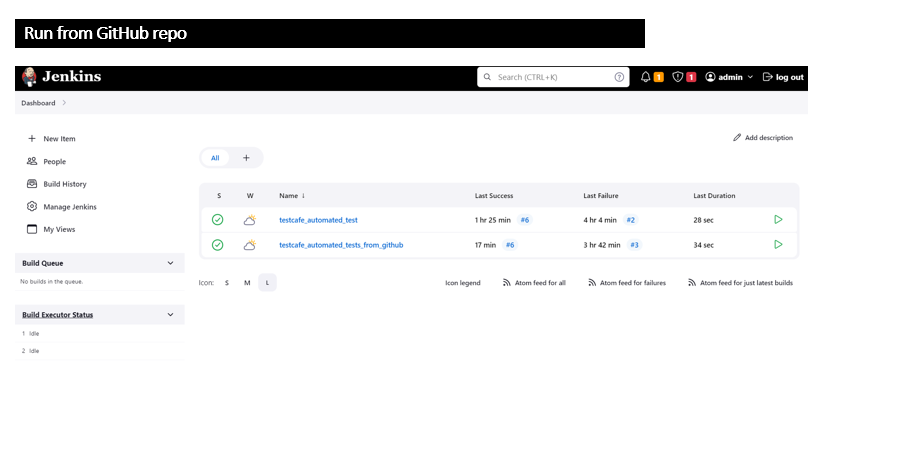 Run from GitHub repo
Jenkins Search (CTRL+K) ? 1 1 admin log out
Dashboard
New Item
People
Build History
Manage Jenkins
My Views
Build Queue
No builds in the queue.
Build Executor Status
1 Idle
2 Idle
Add description
All +
S W Name ↓ Last Success Last Failure Last Duration
testcafe_automated_test 1 hr 25 min #6 4 hr 4 min #2 28 sec
testcafe_automated_tests_from_github 17 min #6 3 hr 42 min #3 34 sec
Icon: S M L Icon legend Atom feed for all Atom feed for failures Atom feed for just latest builds